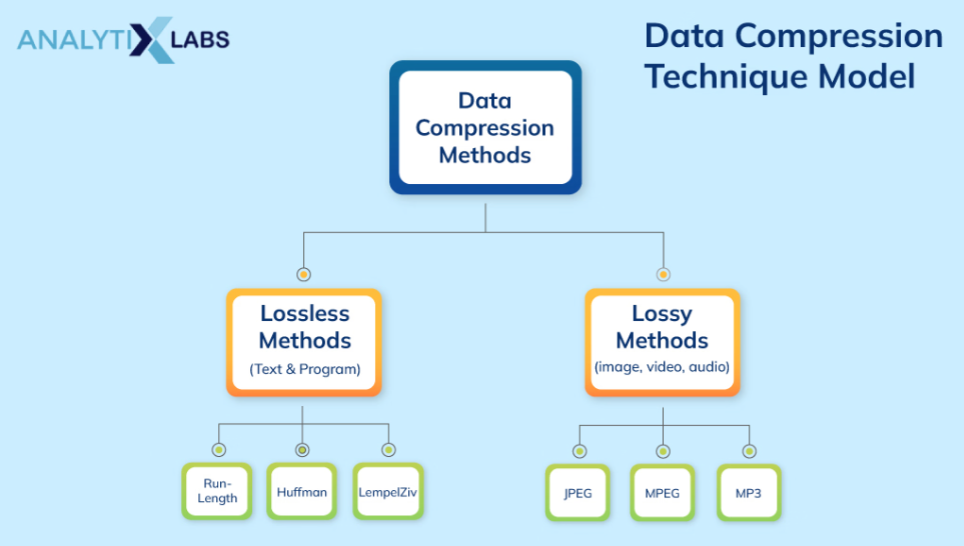 ANALYTIXLABS
Data Compression
Technique Model
Data
Compression
Methods
Lossless
Methods
(Text & Program)
Lossy
Methods
(image, video, audio)
Run-
Length
Huffman
LempelZiv
JPEG
MPEG
MP3